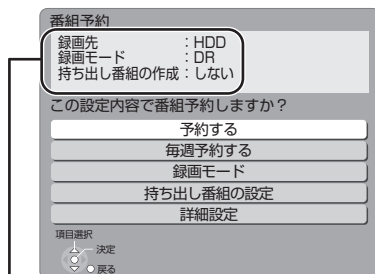 番組予約
録画先　　　　　：HDD
録画モード　　　：DR
持ち出し番組の作成：しない
この設定内容で番組予約しますか？
予約する
毎週予約する
録画モード
持ち出し番組の設定
詳細設定
項目選択
決定
戻る